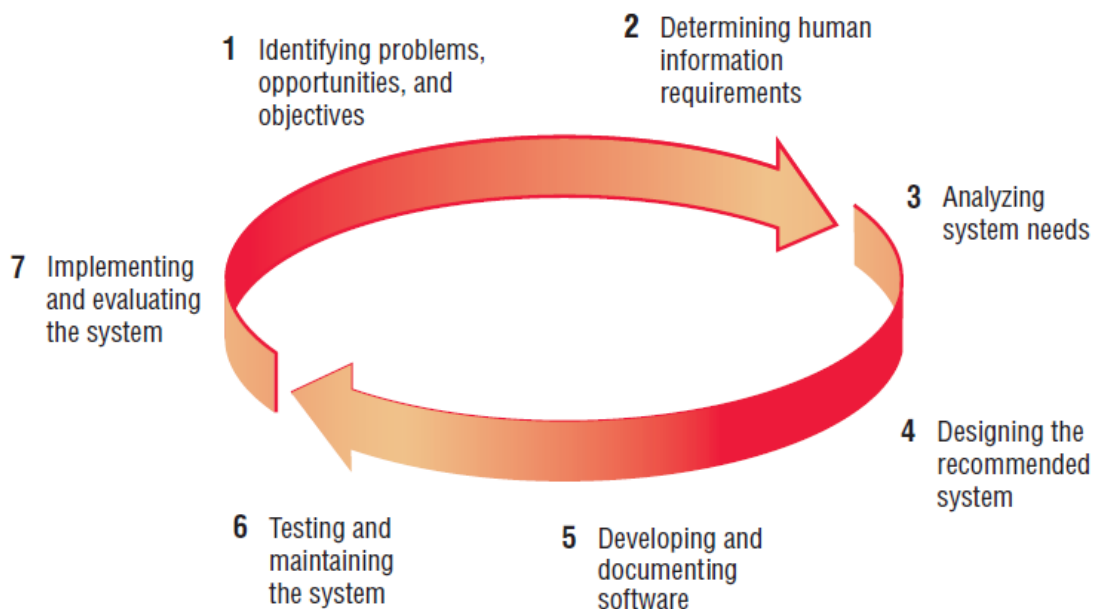 1 Identifying problems,
opportunities, and
objectives
2 Determining human
information
requirements
3 Analyzing
system needs
4 Designing the
recommended
system
5 Developing and
documenting
software
6 Testing and
maintaining
the system
7 Implementing
and evaluating
the system